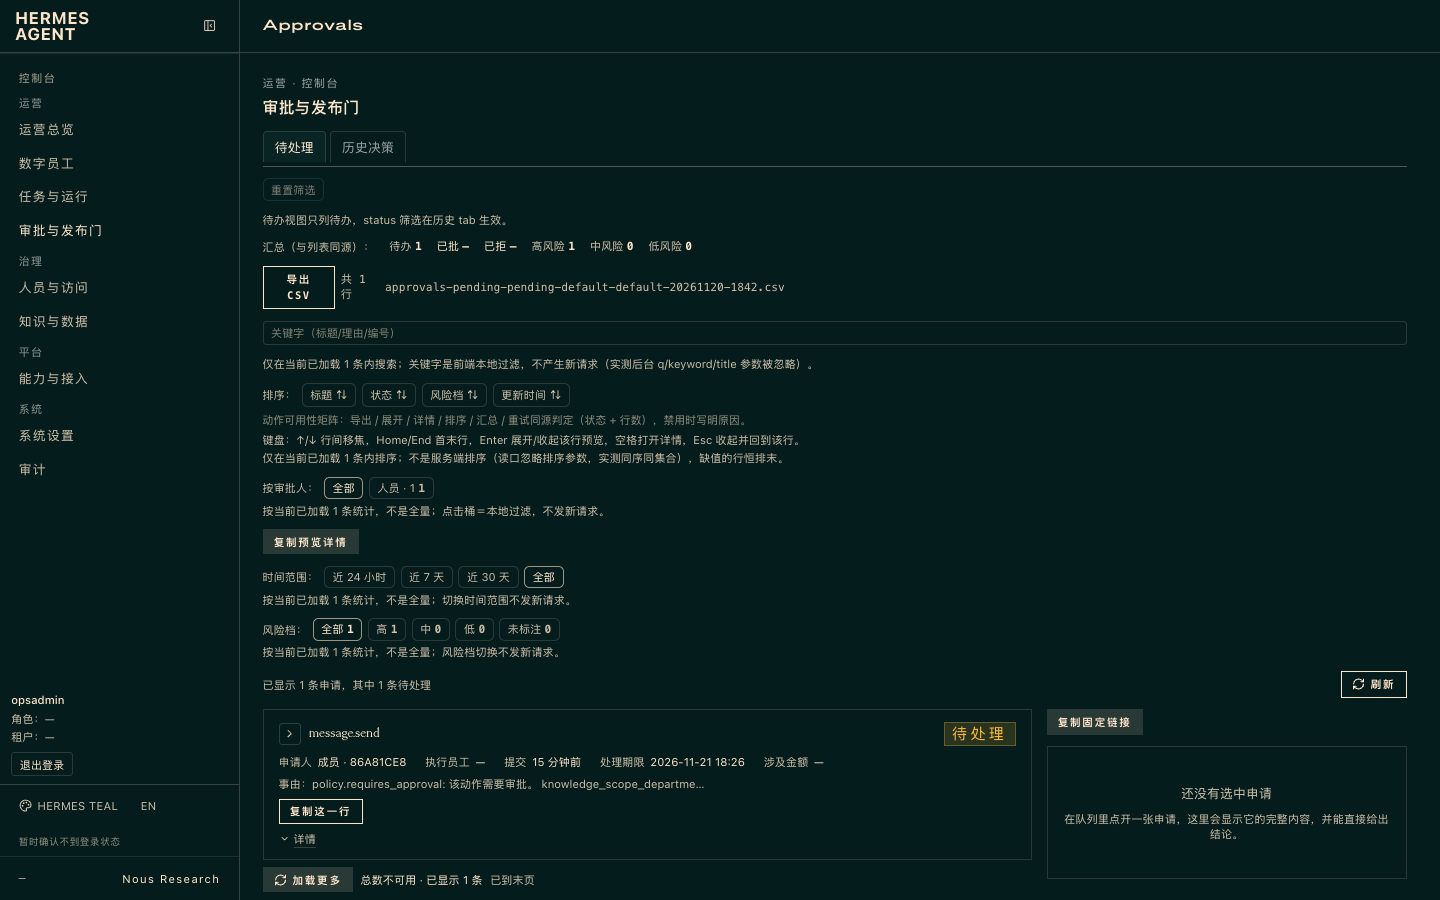 HERMES
AGENT
Approvals
控制台
运营
运营总览
数字员工
任务与运行
审批与发布门
治理
人员与访问
知识与数据
平台
能力与接入
系统
系统设置
审计
opsadmin
角色： —
租户： —
退出登录
HERMES TEAL EN
暂时确认不到登录状态
— Nous Research
运营 · 控制台
审批与发布门
待处理 历史决策
重置筛选
待办视图只列待办，status 筛选在历史 tab 生效。
汇总（与列表同源）： 待办 1 已批 — 已拒 — 高风险 1 中风险 0 低风险 0
导出
CSV
共 1
行
approvals-pending-pending-default-default-20261120-1842.csv
关键字（标题/理由/编号）
仅在当前已加载 1 条内搜索；关键字是前端本地过滤，不产生新请求（实测后台 q/keyword/title 参数被忽略）。
排序： 标题 ⇅ 状态 ⇅ 风险档 ⇅ 更新时间 ⇅
动作可用性矩阵：导出 / 展开 / 详情 / 排序 / 汇总 / 重试同源判定（状态 + 行数），禁用时写明原因。
键盘：↑/↓ 行间移焦，Home/End 首末行，Enter 展开/收起该行预览，空格打开详情，Esc 收起并回到该行。
仅在当前已加载 1 条内排序；不是服务端排序（读口忽略排序参数，实测同序同集合），缺值的行恒排末。
按审批人： 全部 人员 · 1 1
按当前已加载 1 条统计，不是全量；点击桶＝本地过滤，不发新请求。
复制预览详情
时间范围： 近 24 小时 近 7 天 近 30 天 全部
按当前已加载 1 条统计，不是全量；切换时间范围不发新请求。
风险档： 全部 1 高 1 中 0 低 0 未标注 0
按当前已加载 1 条统计，不是全量；风险档切换不发新请求。
已显示 1 条申请，其中 1 条待处理
刷新
message.send
待处理
申请人 成员 · 86A81CE8 执行员工 — 提交 15 分钟前 处理期限 2026-11-21 18:26 涉及金额 —
事由：policy.requires_approval: 该动作需要审批。 knowledge_scope_departme...
复制这一行
详情
加载更多 总数不可用 · 已显示 1 条 已到末页
复制固定链接
还没有选中申请
在队列里点开一张申请，这里会显示它的完整内容，并能直接给出
结论。